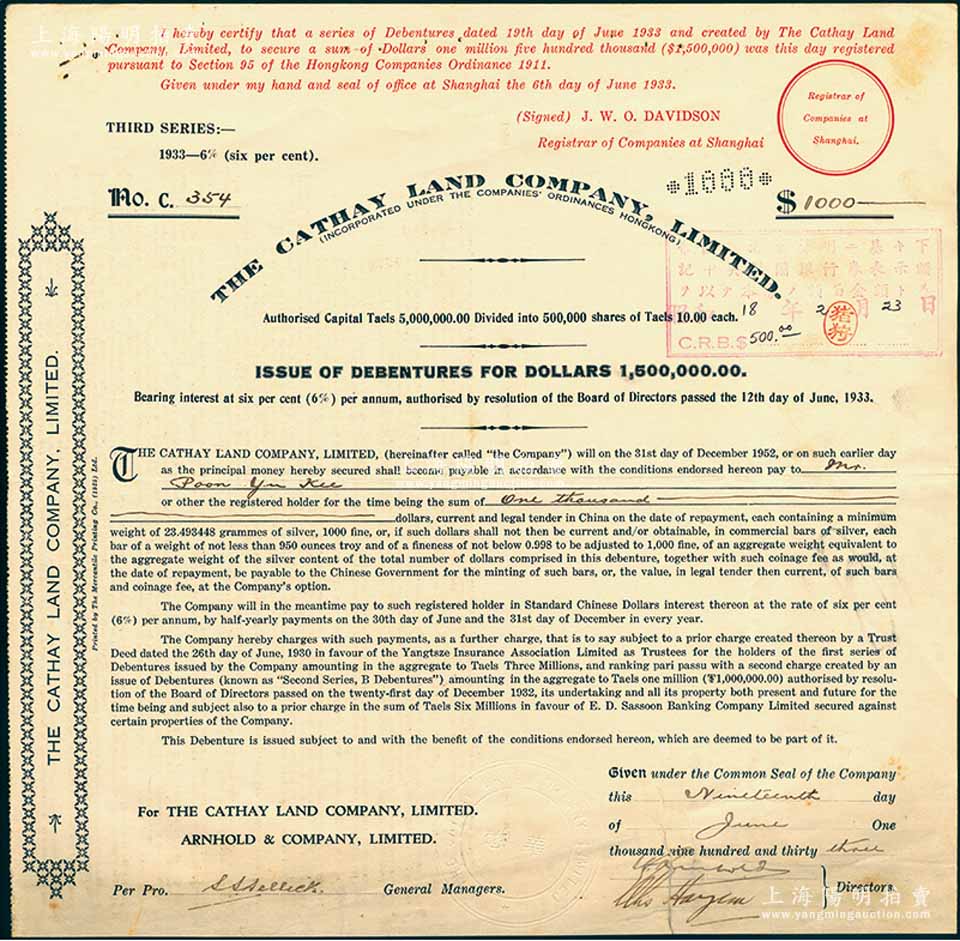 上海陽明拍賣
www.yangmingauction.com
I hereby certify that a series of Debentures dated 19th day of June 1933 and created by The Cathay Land
Company, Limited, to secure a sum of Dollars one million five hundred thousand ($1,500,000) was this day registered
pursuant to Section 95 of the Hongkong Companies Ordinance 1911.
Given under my hand and seal of office at Shanghai the 6th day of June 1933.
(Signed) J. W. O. DAVIDSON
Registrar of Companies at Shanghai
Registrar of
Companies at
Shanghai.
THIRD SERIES:—
1933—6% (six per cent).
No. C. 354
*1000*
$ 1000
THE CATHAY LAND COMPANY, LIMITED.
(INCORPORATED UNDER THE COMPANIES' ORDINANCES HONGKONG)
18 年 2 月 23 日
C.R.B.$ 500.00
Authorised Capital Taels 5,000,000.00 Divided into 500,000 shares of Taels 10.00 each.
ISSUE OF DEBENTURES FOR DOLLARS 1,500,000.00.
Bearing interest at six per cent (6%) per annum, authorised by resolution of the Board of Directors passed the 12th day of June, 1933.
THE CATHAY LAND COMPANY, LIMITED, (hereinafter called "the Company") will on the 31st day of December 1952, or on such earlier day
as the principal money hereby secured shall become payable in accordance with the conditions endorsed hereon pay to Mr.
Poon Yu Kee
or other the registered holder for the time being the sum of One thousand
dollars, current and legal tender in China on the date of repayment, each containing a minimum
weight of 23.493448 grammes of silver, 1000 fine, or, if such dollars shall not then be current and/or obtainable, in commercial bars of silver, each
bar of a weight of not less than 950 ounces troy and of a fineness of not below 0.998 to be adjusted to 1,000 fine, of an aggregate weight equivalent to
the aggregate weight of the silver content of the total number of dollars comprised in this debenture, together with such coinage fee as would, at
the date of repayment, be payable to the Chinese Government for the minting of such bars, or, the value, in legal tender then current, of such bars
and coinage fee, at the Company's option.
The Company will in the meantime pay to such registered holder in Standard Chinese Dollars interest thereon at the rate of six per cent
(6%) per annum, by half-yearly payments on the 30th day of June and the 31st day of December in every year.
The Company hereby charges with such payments, as a further charge, that is to say subject to a prior charge created thereon by a Trust
Deed dated the 26th day of June, 1930 in favour of the Yangtsze Insurance Association Limited as Trustees for the holders of the first series of
Debentures issued by the Company amounting in the aggregate to Taels Three Millions, and ranking pari passu with a second charge created by an
issue of Debentures (known as "Second Series, B Debentures") amounting in the aggregate to Taels one million (₸1,000,000.00) authorised by resolu-
tion of the Board of Directors passed on the twenty-first day of December 1932, its undertaking and all its property both present and future for the
time being and subject also to a prior charge in the sum of Taels Six Millions in favour of E. D. Sassoon Banking Company Limited secured against
certain properties of the Company.
This Debenture is issued subject to and with the benefit of the conditions endorsed hereon, which are deemed to be part of it.
Given under the Common Seal of the Company
this Nineteenth day
of June One
thousand nine hundred and thirty three
For THE CATHAY LAND COMPANY, LIMITED.
ARNHOLD & COMPANY, LIMITED.
Per Pro. General Managers.
Directors.
THE CATHAY LAND COMPANY, LIMITED.
Printed by The Mercantile Printing Co., (1925) Ltd.
上海陽明拍賣
www.yangmingauction.com